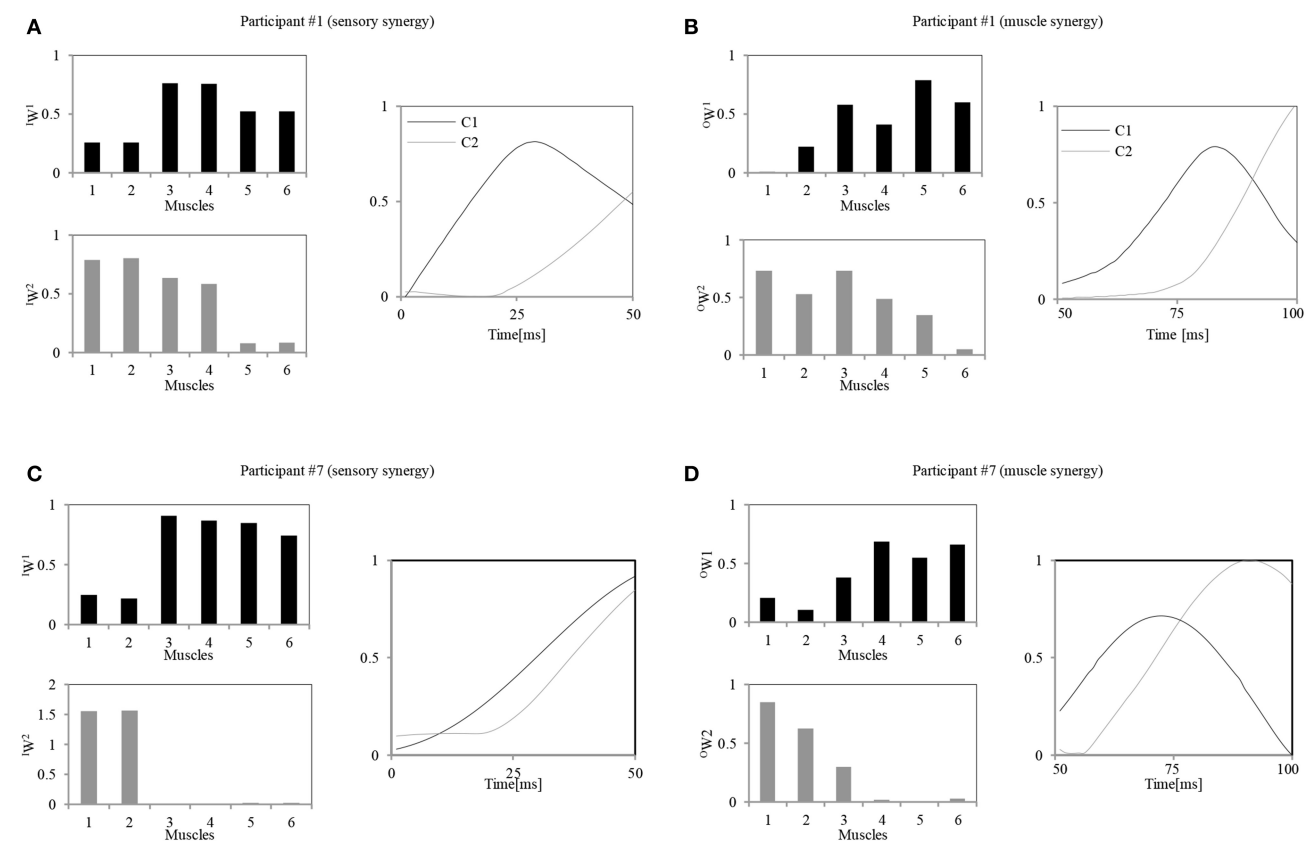 A
Participant #1 (sensory synergy)
1
0.5
0
IW1
1 2 3 4 5 6
Muscles
1
0.5
0
IW2
1 2 3 4 5 6
Muscles
1
0.5
0
C1
C2
0 25 50
Time[ms]
B
Participant #1 (muscle synergy)
1
0.5
0
OW1
1 2 3 4 5 6
Muscles
1
0.5
0
OW2
1 2 3 4 5 6
Muscles
1
0.5
0
C1
C2
50 75 100
Time [ms]
C
Participant #7 (sensory synergy)
1
0.5
0
IW1
1 2 3 4 5 6
Muscles
2
1.5
1
0.5
0
IW2
1 2 3 4 5 6
Muscles
1
0.5
0
0 25 50
Time[ms]
D
Participant #7 (muscle synergy)
1
0.5
0
OW1
1 2 3 4 5 6
Muscles
1
0.5
0
OW2
1 2 3 4 5 6
Muscles
1
0.5
0
50 75 100
Time[ms]